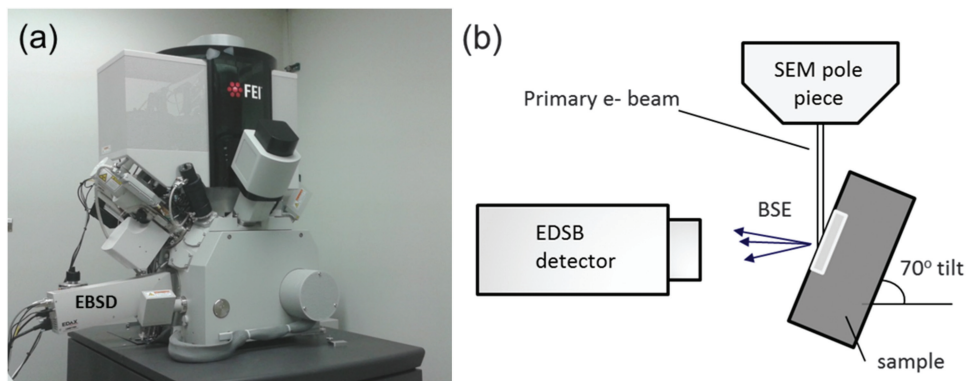 (a)
FEI
EBSD
(b)
SEM pole
piece
Primary e- beam
BSE
EDSB
detector
70° tilt
sample